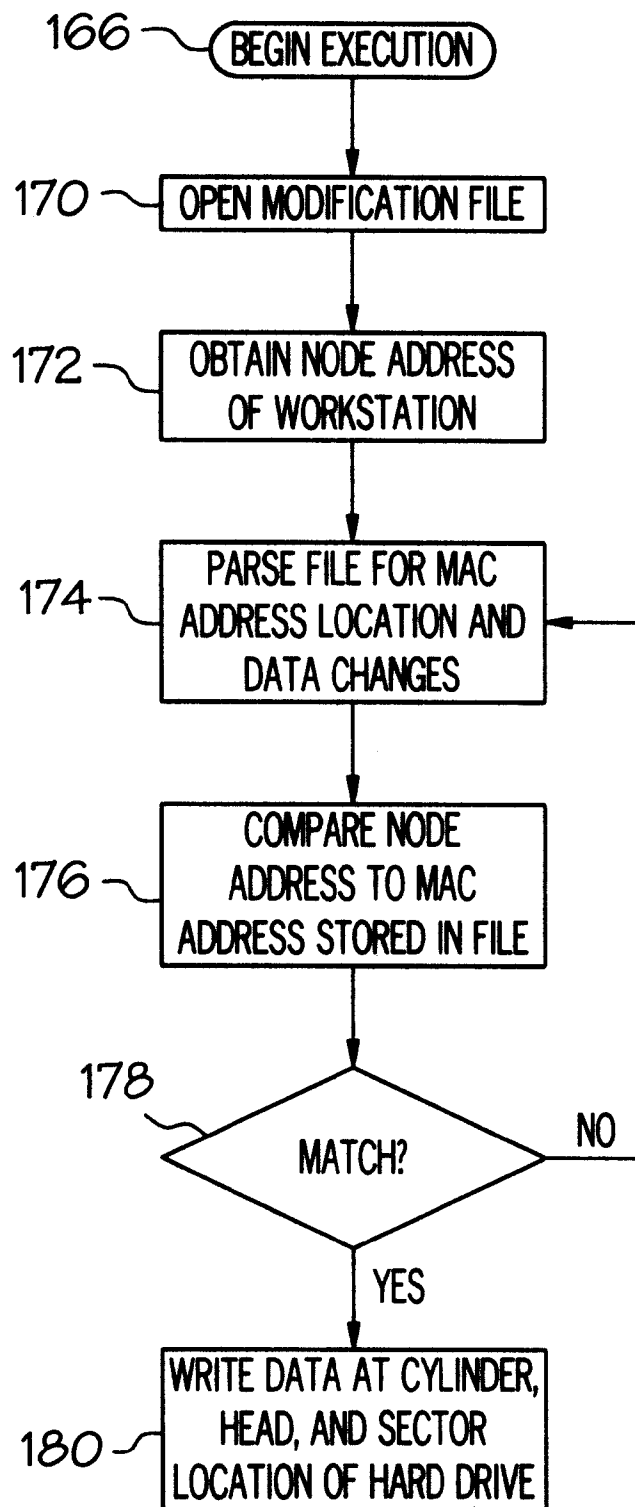 166 BEGIN EXECUTION
170 OPEN MODIFICATION FILE
172 OBTAIN NODE ADDRESS
OF WORKSTATION
174 PARSE FILE FOR MAC
ADDRESS LOCATION AND
DATA CHANGES
176 COMPARE NODE
ADDRESS TO MAC
ADDRESS STORED IN FILE
178 MATCH?
NO
YES
180 WRITE DATA AT CYLINDER,
HEAD, AND SECTOR
LOCATION OF HARD DRIVE